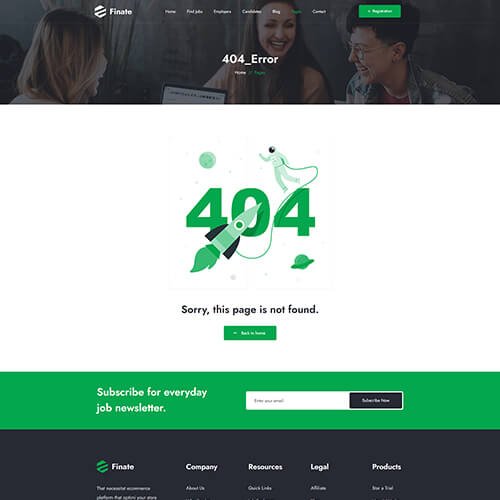 Finate
Home Find Jobs Employers Candidates Blog Pages Contact
Registration
404_Error
Home // Pages
404
Sorry, this page is not found.
Back to home
Subscribe for everyday
job newsletter.
Enter your email
Subscribe Now
Finate
Company
Resources
Legal
Products
That necessitat ecommerce
platform that optimi your store
About Us
Quick Links
Affiliate
Star a Trial